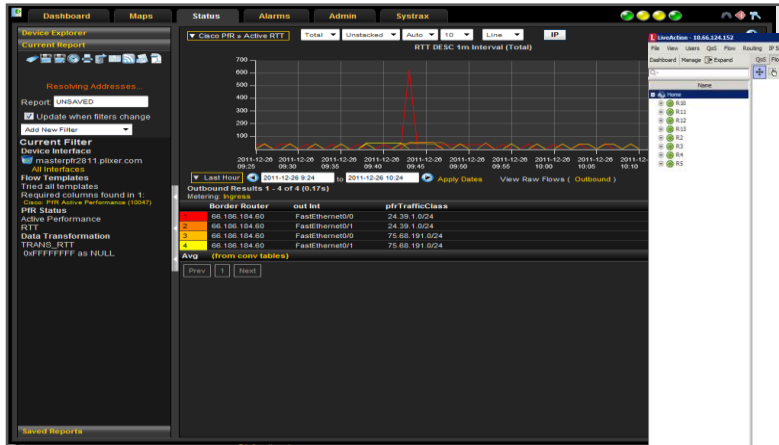 Dashboard Maps Status Alarms Admin Systrax
Device Explorer
Current Report
Resolving Addresses...
Report: UNSAVED
Update when filters change
Add New Filter
Current Filter
Device Interface
masterpfr2811.plixer.com
All Interfaces
Flow Templates
Tried all templates
Required columns found in 1:
Cisco: PfR Active Performance (10047)
PfR Status
Active Performance
RTT
Data Transformation
TRANS_RTT
0xFFFFFFFF as NULL
Saved Reports
Cisco PfR » Active RTT Total Unstacked Auto 10 Line IP
RTT DESC 1m Interval (Total)
700
600
500
400
300
200
100
2011-12-26 2011-12-26 2011-12-26 2011-12-26 2011-12-26 2011-12-26 2011-12-26 2011-12-26 2011-12-26 2011-12-
09:25 09:30 09:35 09:40 09:45 09:50 09:55 10:00 10:05 10:10
Last Hour 2011-12-26 9:24 to 2011-12-26 10:24 Apply Dates View Raw Flows ( Outbound )
Outbound Results 1 - 4 of 4 (0.17s)
Metering: Ingress
Border Router out Int pfrTrafficClass
1 66.186.184.60 FastEthernet0/0 24.39.1.0/24
2 66.186.184.60 FastEthernet0/1 24.39.1.0/24
3 66.186.184.60 FastEthernet0/0 75.68.191.0/24
4 66.186.184.60 FastEthernet0/1 75.68.191.0/24
Avg (from conv tables)
Prev 1 Next
LiveAction - 10.66.124.152
File View Users QoS Flow Routing IP S
Dashboard Manage Expand QoS Flo
Name
Home
R10
R11
R12
R13
R2
R3
R4
R5